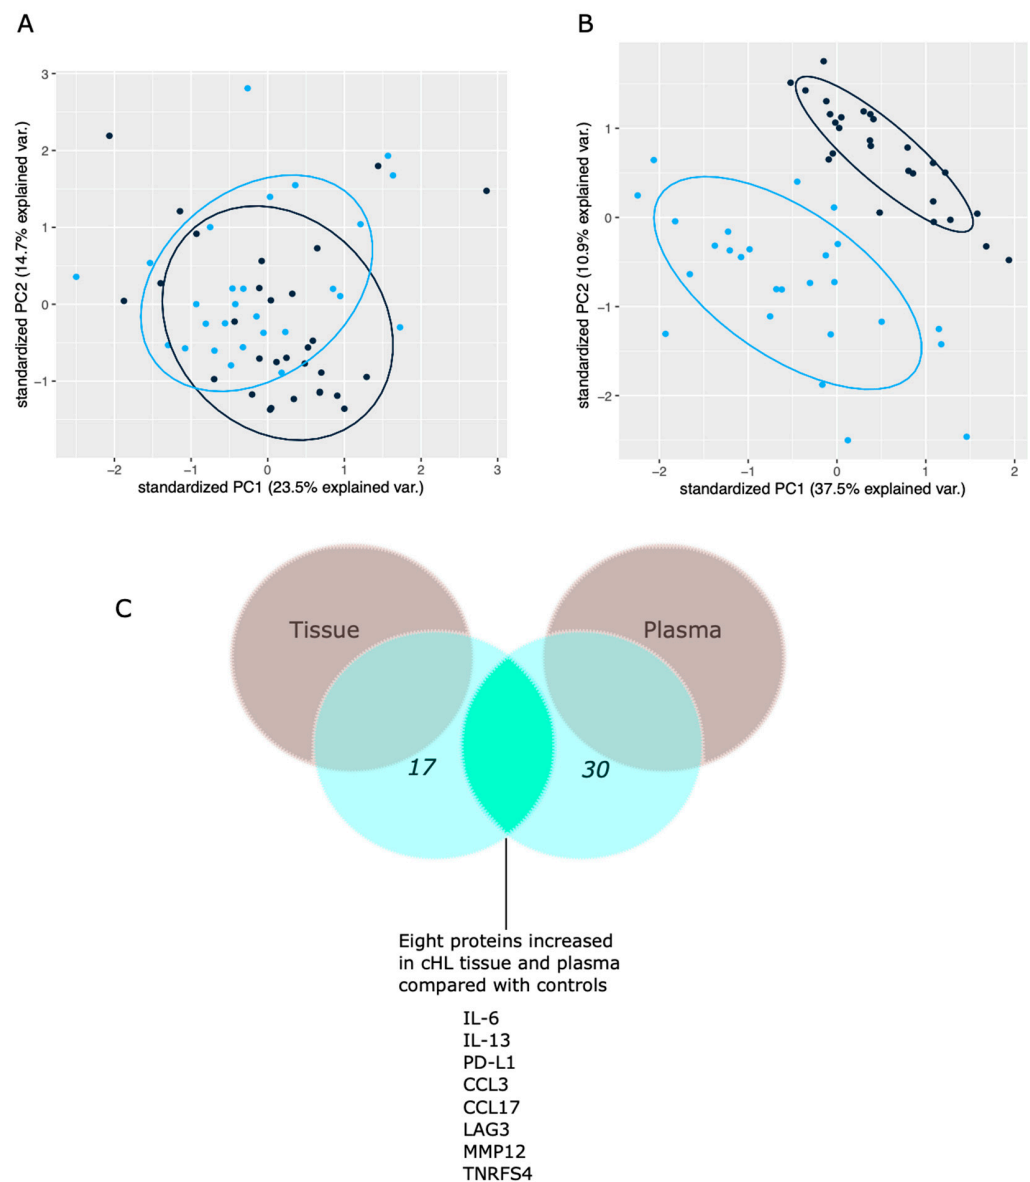 A
B
3
2
1
0
−1
−2
−1
0
1
2
3
standardized PC1 (23.5% explained var.)
standardized PC2 (14.7% explained var.)
1
0
−1
−2
−2
−1
0
1
2
standardized PC1 (37.5% explained var.)
standardized PC2 (10.9% explained var.)
C
Tissue
Plasma
17
30
Eight proteins increased
in cHL tissue and plasma
compared with controls
IL-6
IL-13
PD-L1
CCL3
CCL17
LAG3
MMP12
TNRFS4